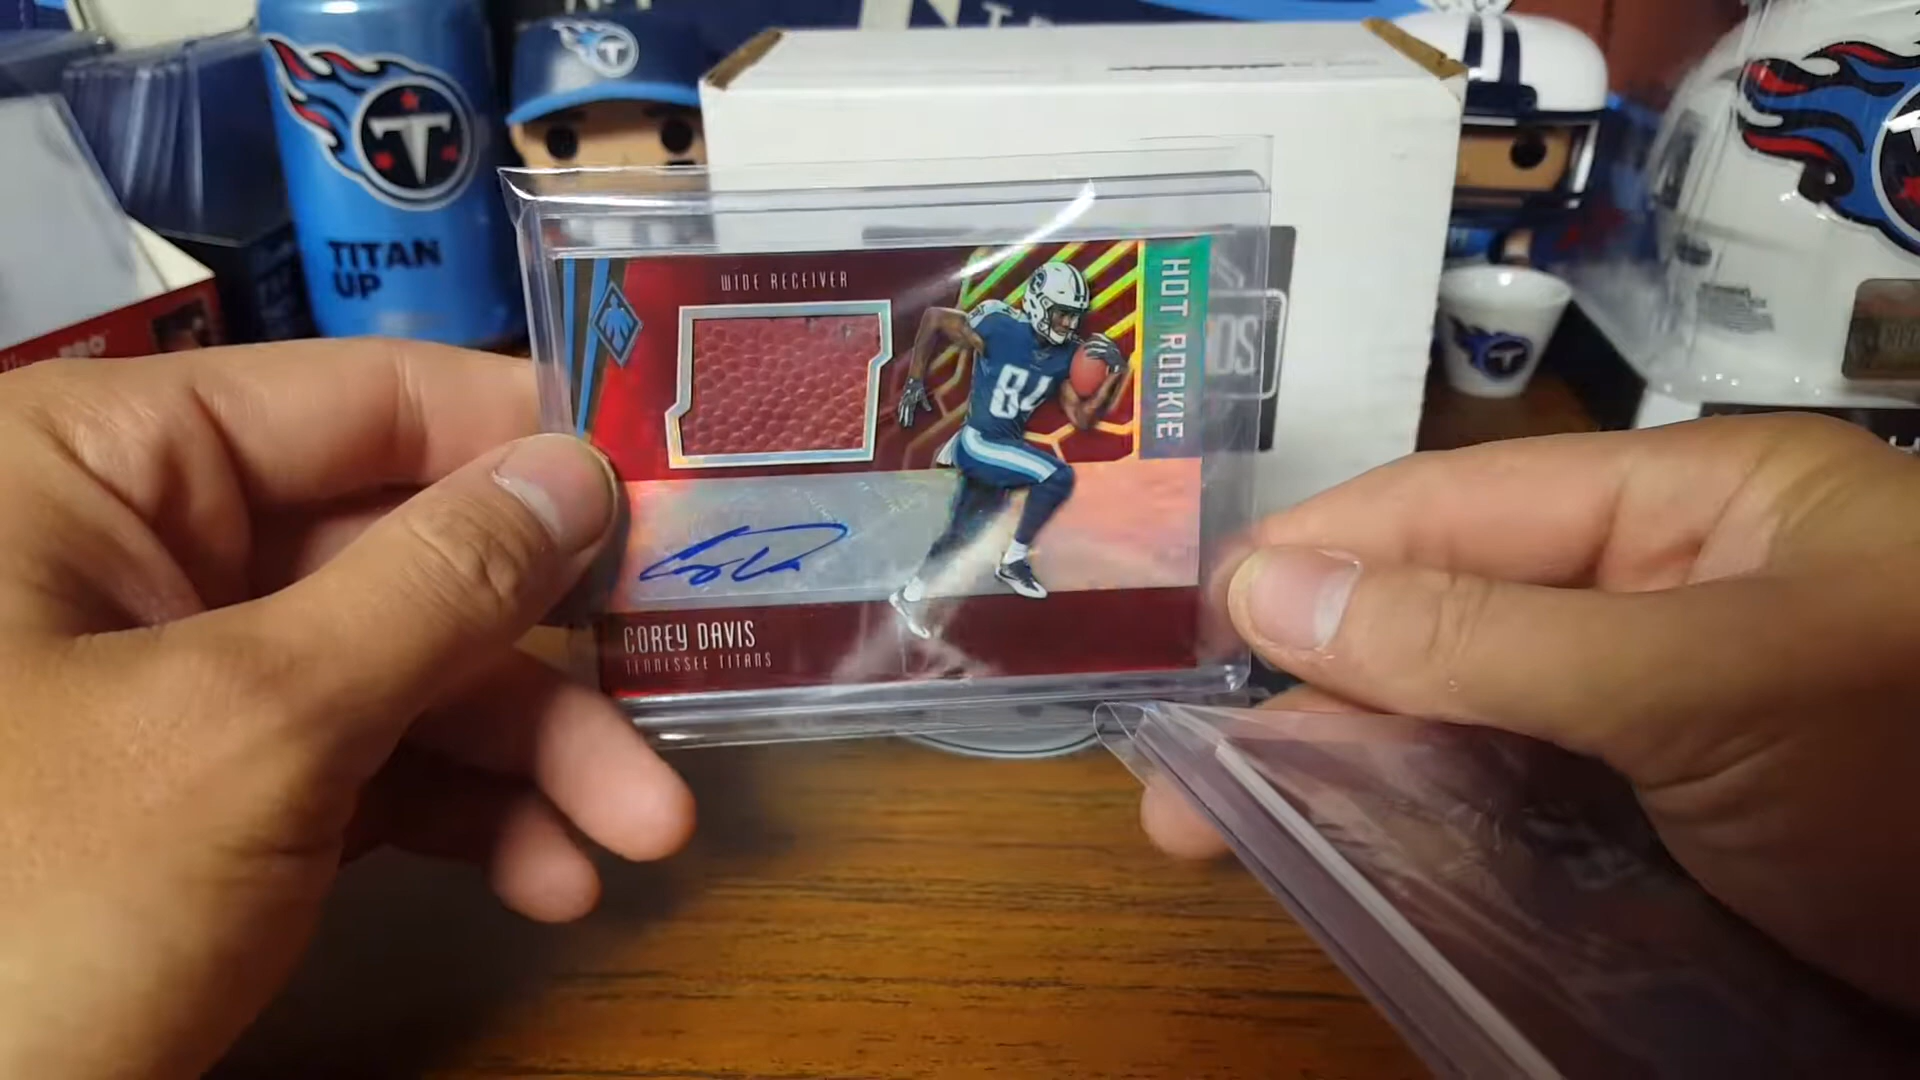 TITAN
UP
WIDE RECEIVER
HOT ROOKIE
84
COREY DAVIS
TENNESSEE TITANS